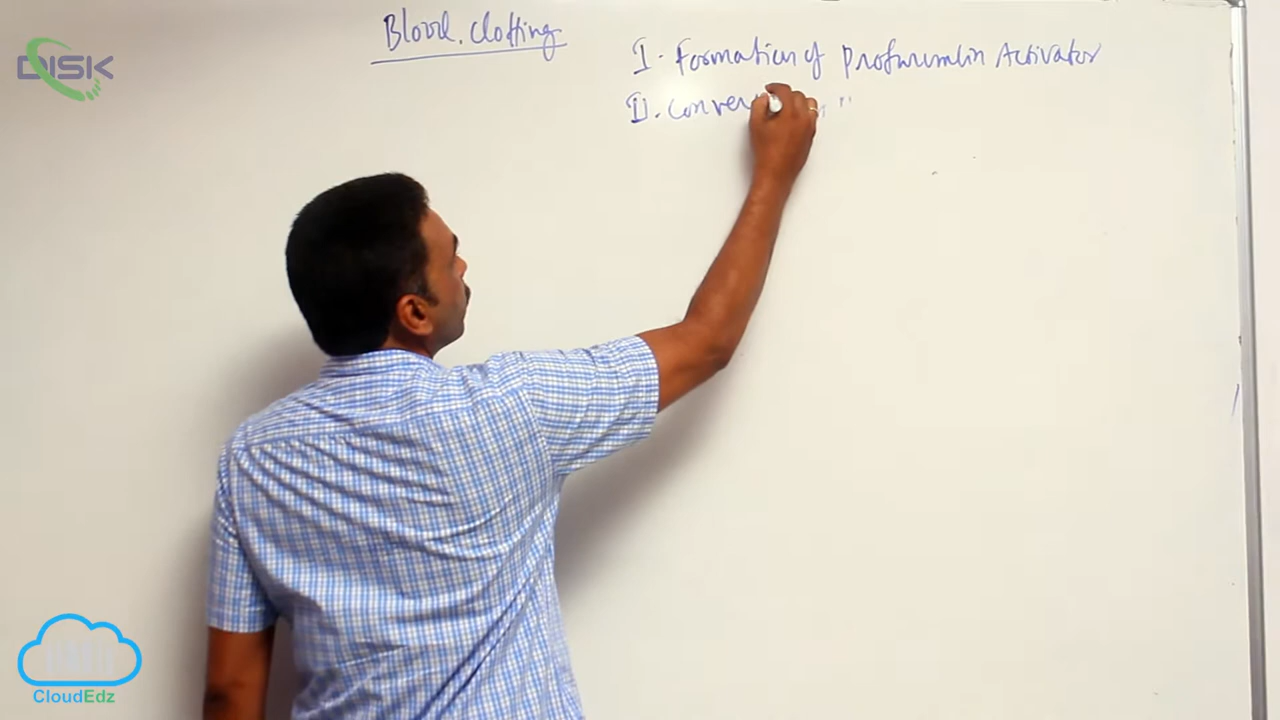 Blood. Clotting
I. Formation of Prothrombin Activator
II. Conver
DISK
CloudEdz